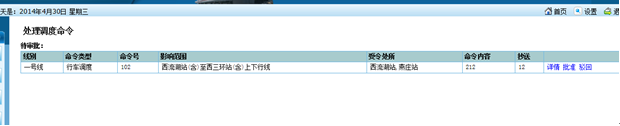 天是: 2014年4月30日 星期三 首页 设置 退
处理调度命令
待审批:
线别 命令类型 命令号 影响范围 受令处所 命令内容 抄送
一号线 行车调度 102 西流湖站(含)至西三环站(含)上下行线 西流湖站,燕庄站 212 12 详情 批准 驳回